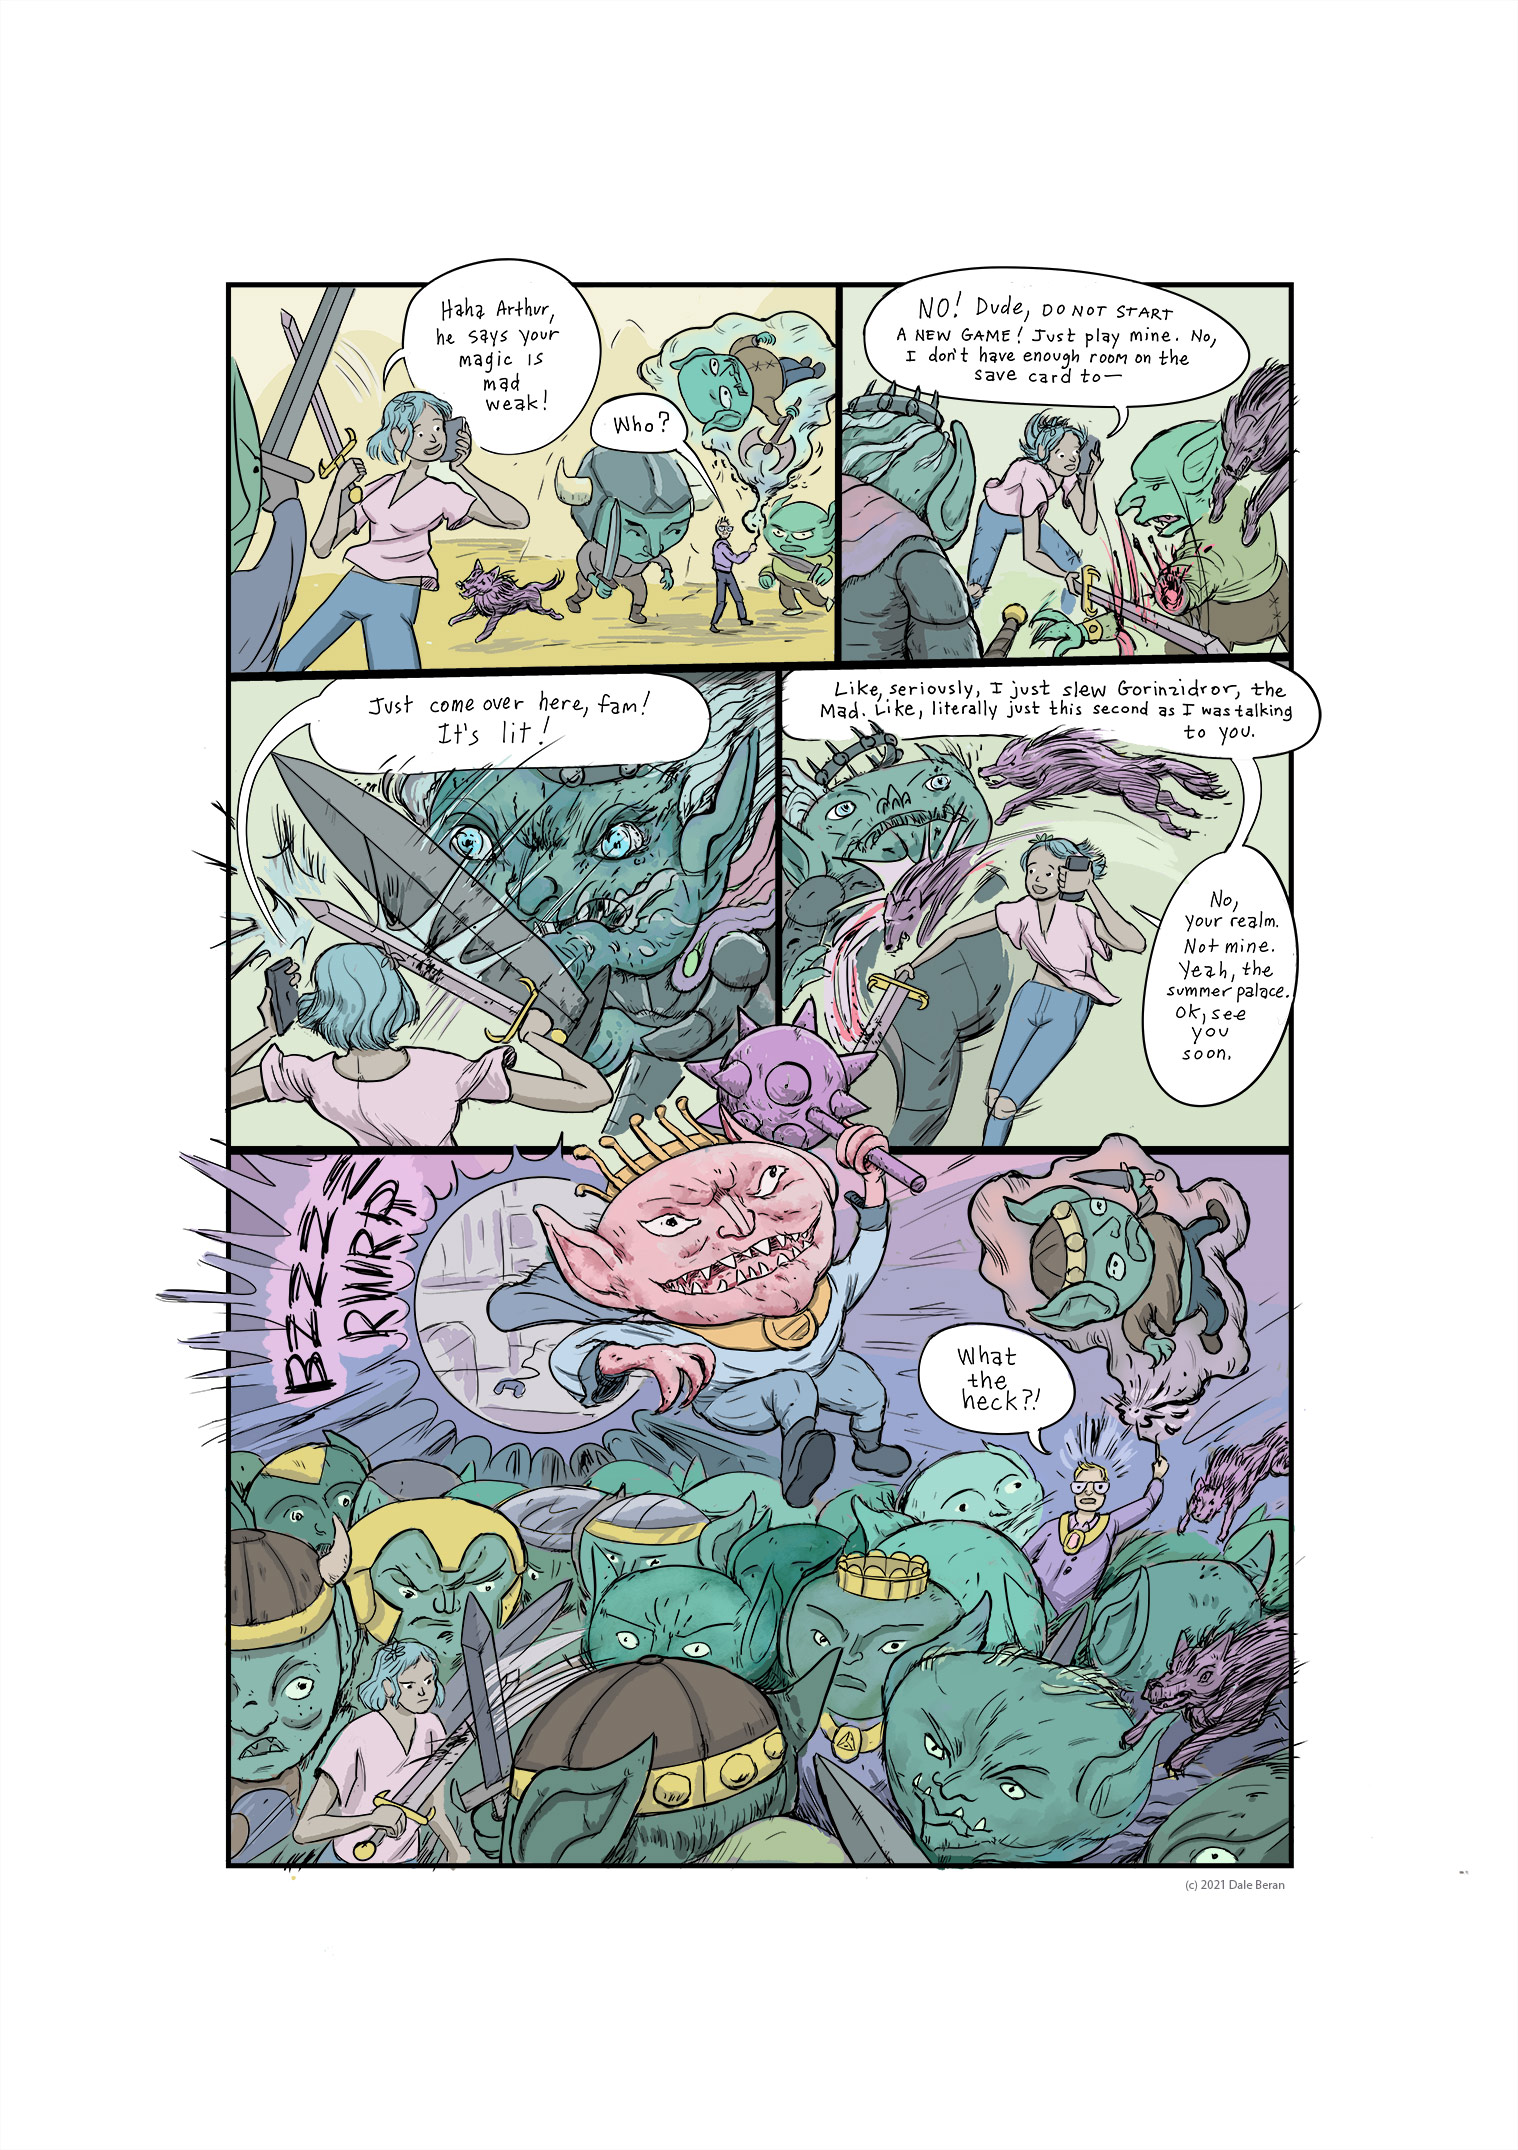 Haha Arthur,
he says your
magic is
mad
weak!
Who?
NO! Dude, DO NOT START
A NEW GAME! Just play mine. No,
I don't have enough room on the
save card to—
Just come over here, fam!
It's lit!
Like, seriously, I just slew Gorinzidror, the
Mad. Like, literally just this second as I was talking
to you.
No,
your realm.
Not mine.
Yeah, the
summer palace.
OK, see
you
soon.
BZZZZ
RVIRR
What
the
heck?!
(c) 2021 Dale Beran